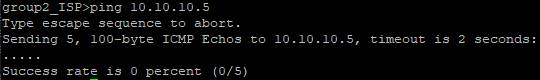 group2_ISP>ping 10.10.10.5
Type escape sequence to abort.
Sending 5, 100-byte ICMP Echos to 10.10.10.5, timeout is 2 seconds:
.....
Success rate is 0 percent (0/5)